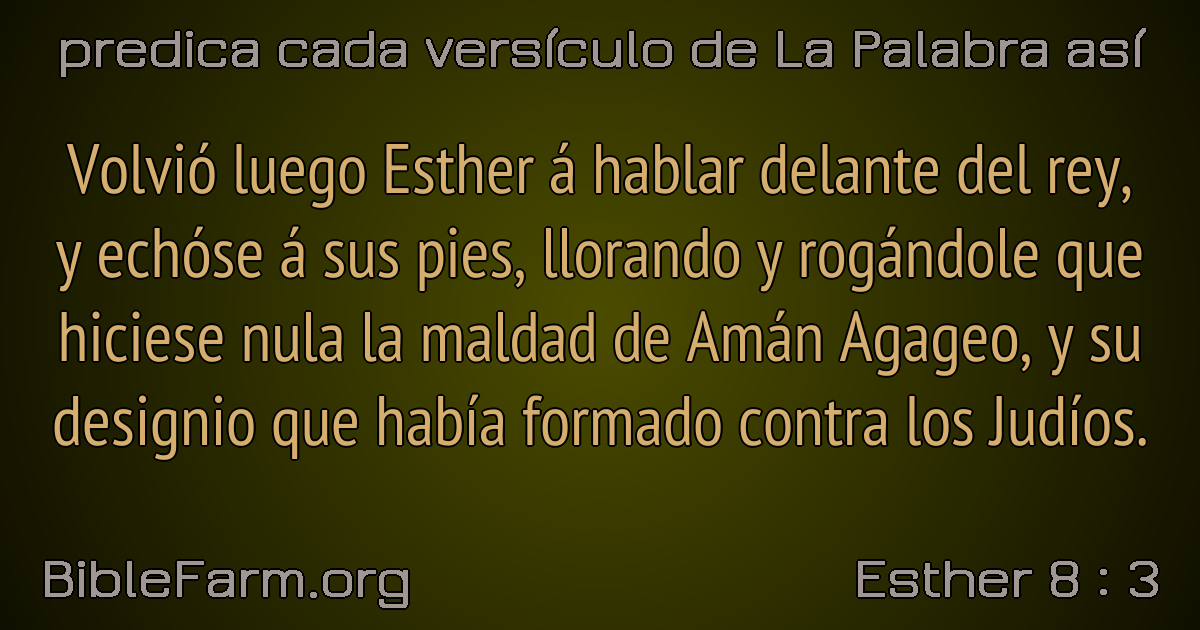 predica cada versículo de La Palabra así
Volvió luego Esther á hablar delante del rey,
y echóse á sus pies, llorando y rogándole que
hiciese nula la maldad de Amán Agageo, y su
designio que había formado contra los Judíos.
BibleFarm.org
Esther 8 : 3